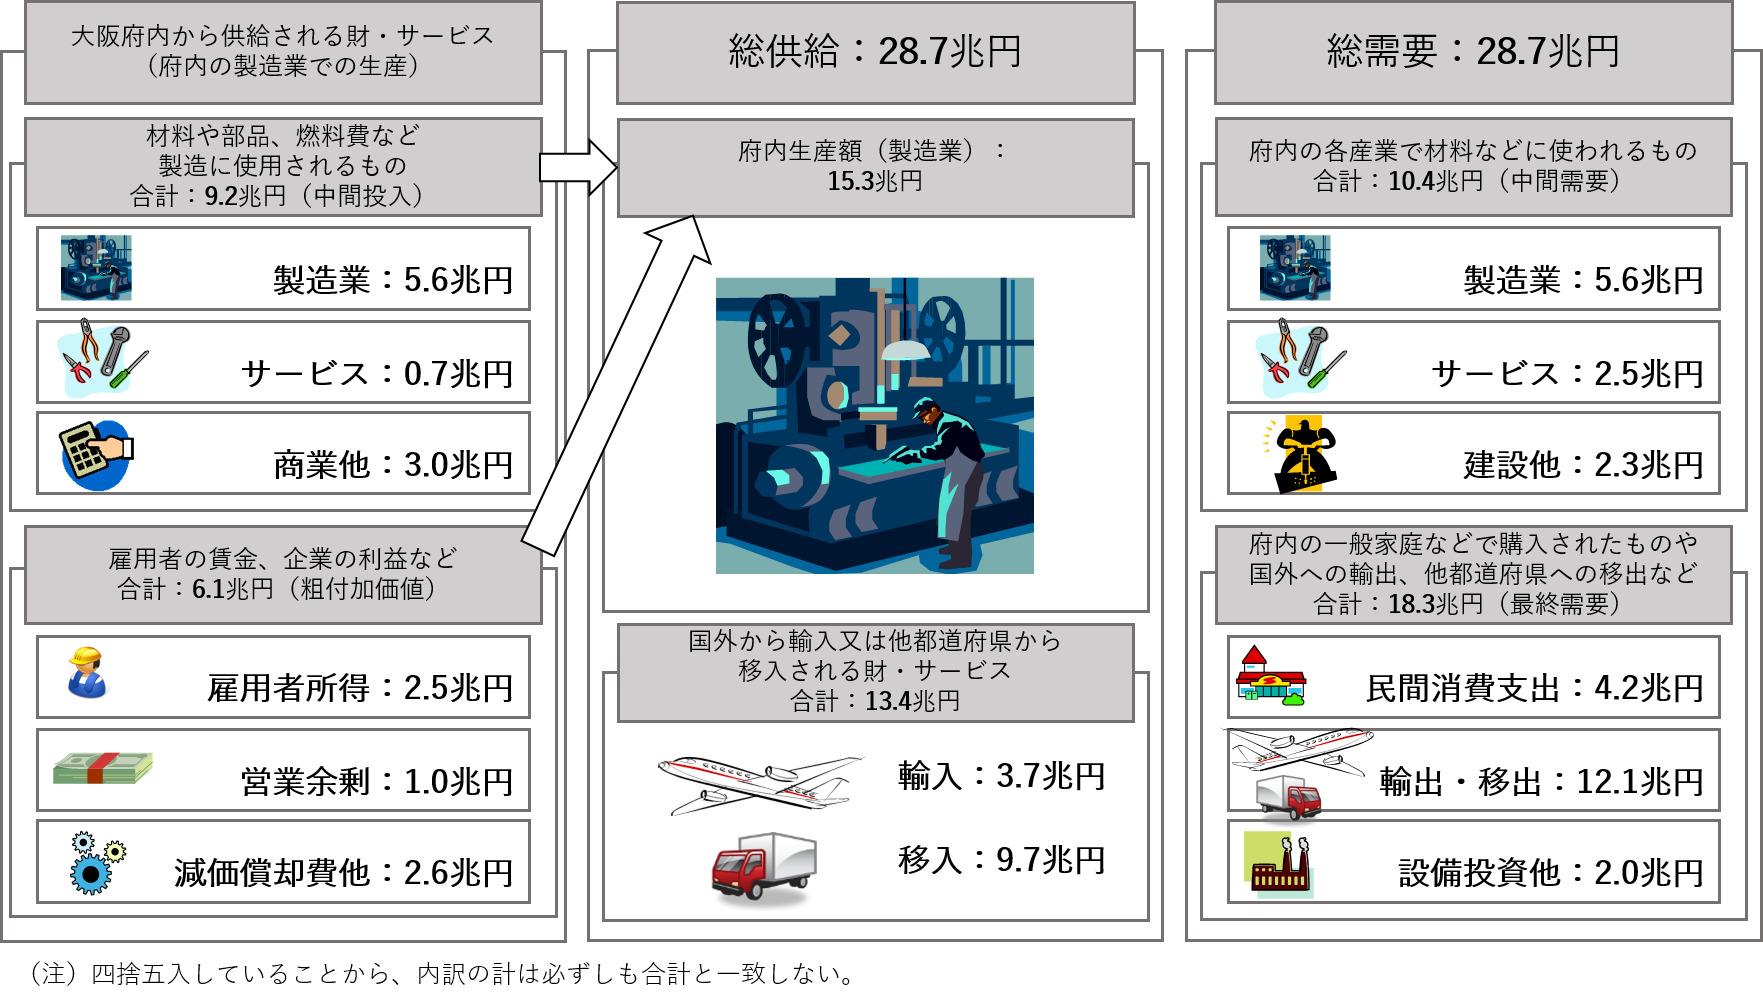 大阪府内から供給される財・サービス
（府内の製造業での生産）
材料や部品、燃料費など
製造に使用されるもの
合計：9.2兆円（中間投入）
製造業：5.6兆円
サービス：0.7兆円
商業他：3.0兆円
雇用者の賃金、企業の利益など
合計：6.1兆円（粗付加価値）
雇用者所得：2.5兆円
営業余剰：1.0兆円
減価償却費他：2.6兆円
総供給：28.7兆円
府内生産額（製造業）：
15.3兆円
国外から輸入又は他都道府県から
移入される財・サービス
合計：13.4兆円
輸入：3.7兆円
移入：9.7兆円
総需要：28.7兆円
府内の各産業で材料などに使われるもの
合計：10.4兆円（中間需要）
製造業：5.6兆円
サービス：2.5兆円
建設他：2.3兆円
府内の一般家庭などで購入されたものや
国外への輸出、他都道府県への移出など
合計：18.3兆円（最終需要）
民間消費支出：4.2兆円
輸出・移出：12.1兆円
設備投資他：2.0兆円
（注）四捨五入していることから、内訳の計は必ずしも合計と一致しない。